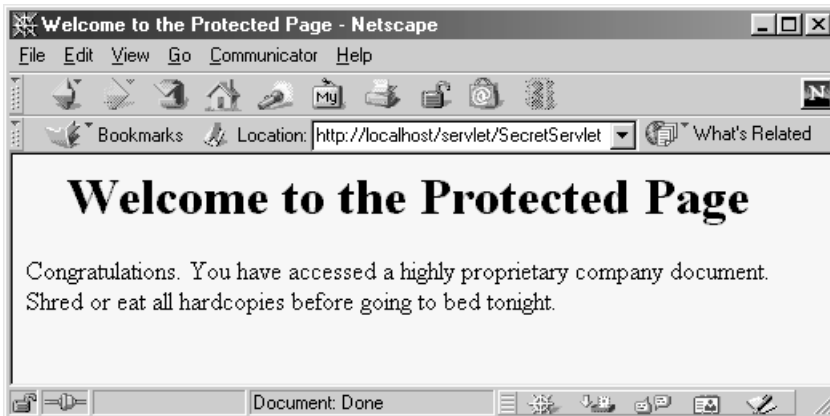 Welcome to the Protected Page - Netscape
File Edit View Go Communicator Help
My
N
Bookmarks Location: http://localhost/servlet/SecretServlet What's Related
Welcome to the Protected Page
Congratulations. You have accessed a highly proprietary company document.
Shred or eat all hardcopies before going to bed tonight.
Document: Done